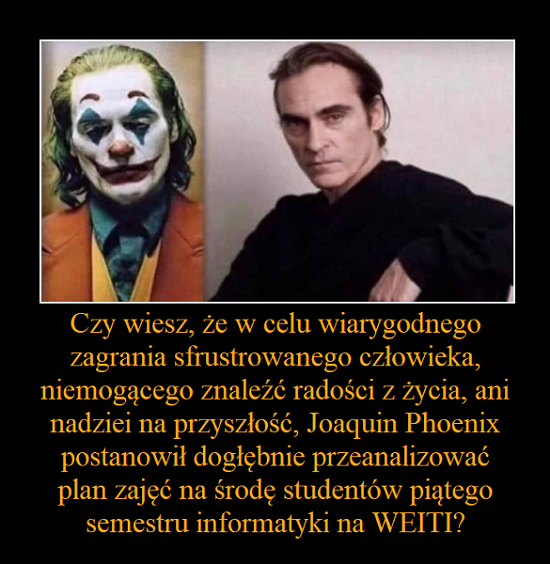 Czy wiesz, że w celu wiarygodnego
zagrania sfrustrowanego człowieka,
niemogącego znaleźć radości z życia, ani
nadziei na przyszłość, Joaquin Phoenix
postanowił dogłębnie przeanalizować
plan zajęć na środę studentów piątego
semestru informatyki na WEITI?